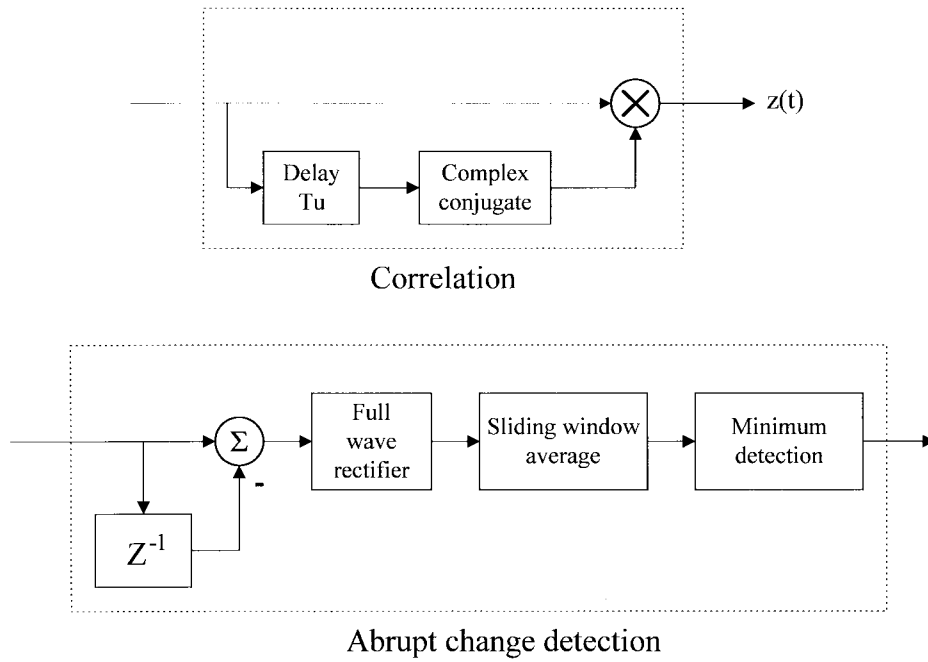 z(t)
Delay
Tu
Complex
conjugate
Correlation
Σ
-
Full
wave
rectifier
Sliding window
average
Minimum
detection
Z⁻¹
Abrupt change detection